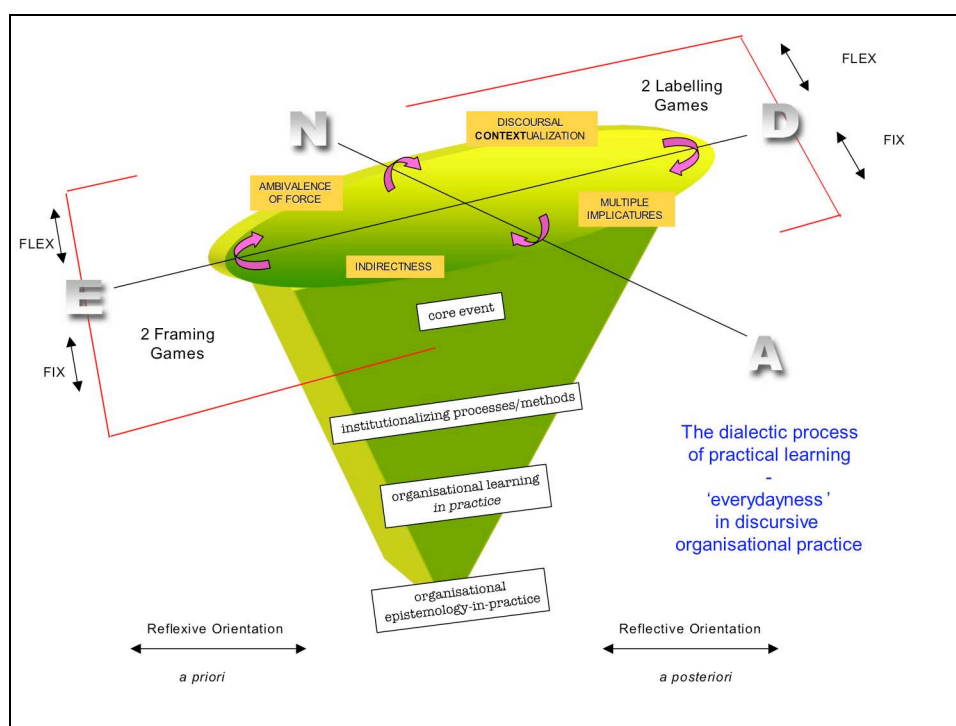 FLEX
2 Labelling
Games
D
N
DISCOURSAL
CONTEXTUALIZATION
FIX
AMBIVALENCE
OF FORCE
MULTIPLE
IMPLICATURES
FLEX
INDIRECTNESS
E
core event
2 Framing
Games
A
FIX
institutionalizing processes/methods
The dialectic process
of practical learning
-
‘everydayness’
in discursive
organisational practice
organisational learning
in practice
organisational
epistemology-in-practice
Reflexive Orientation
Reflective Orientation
a priori
a posteriori